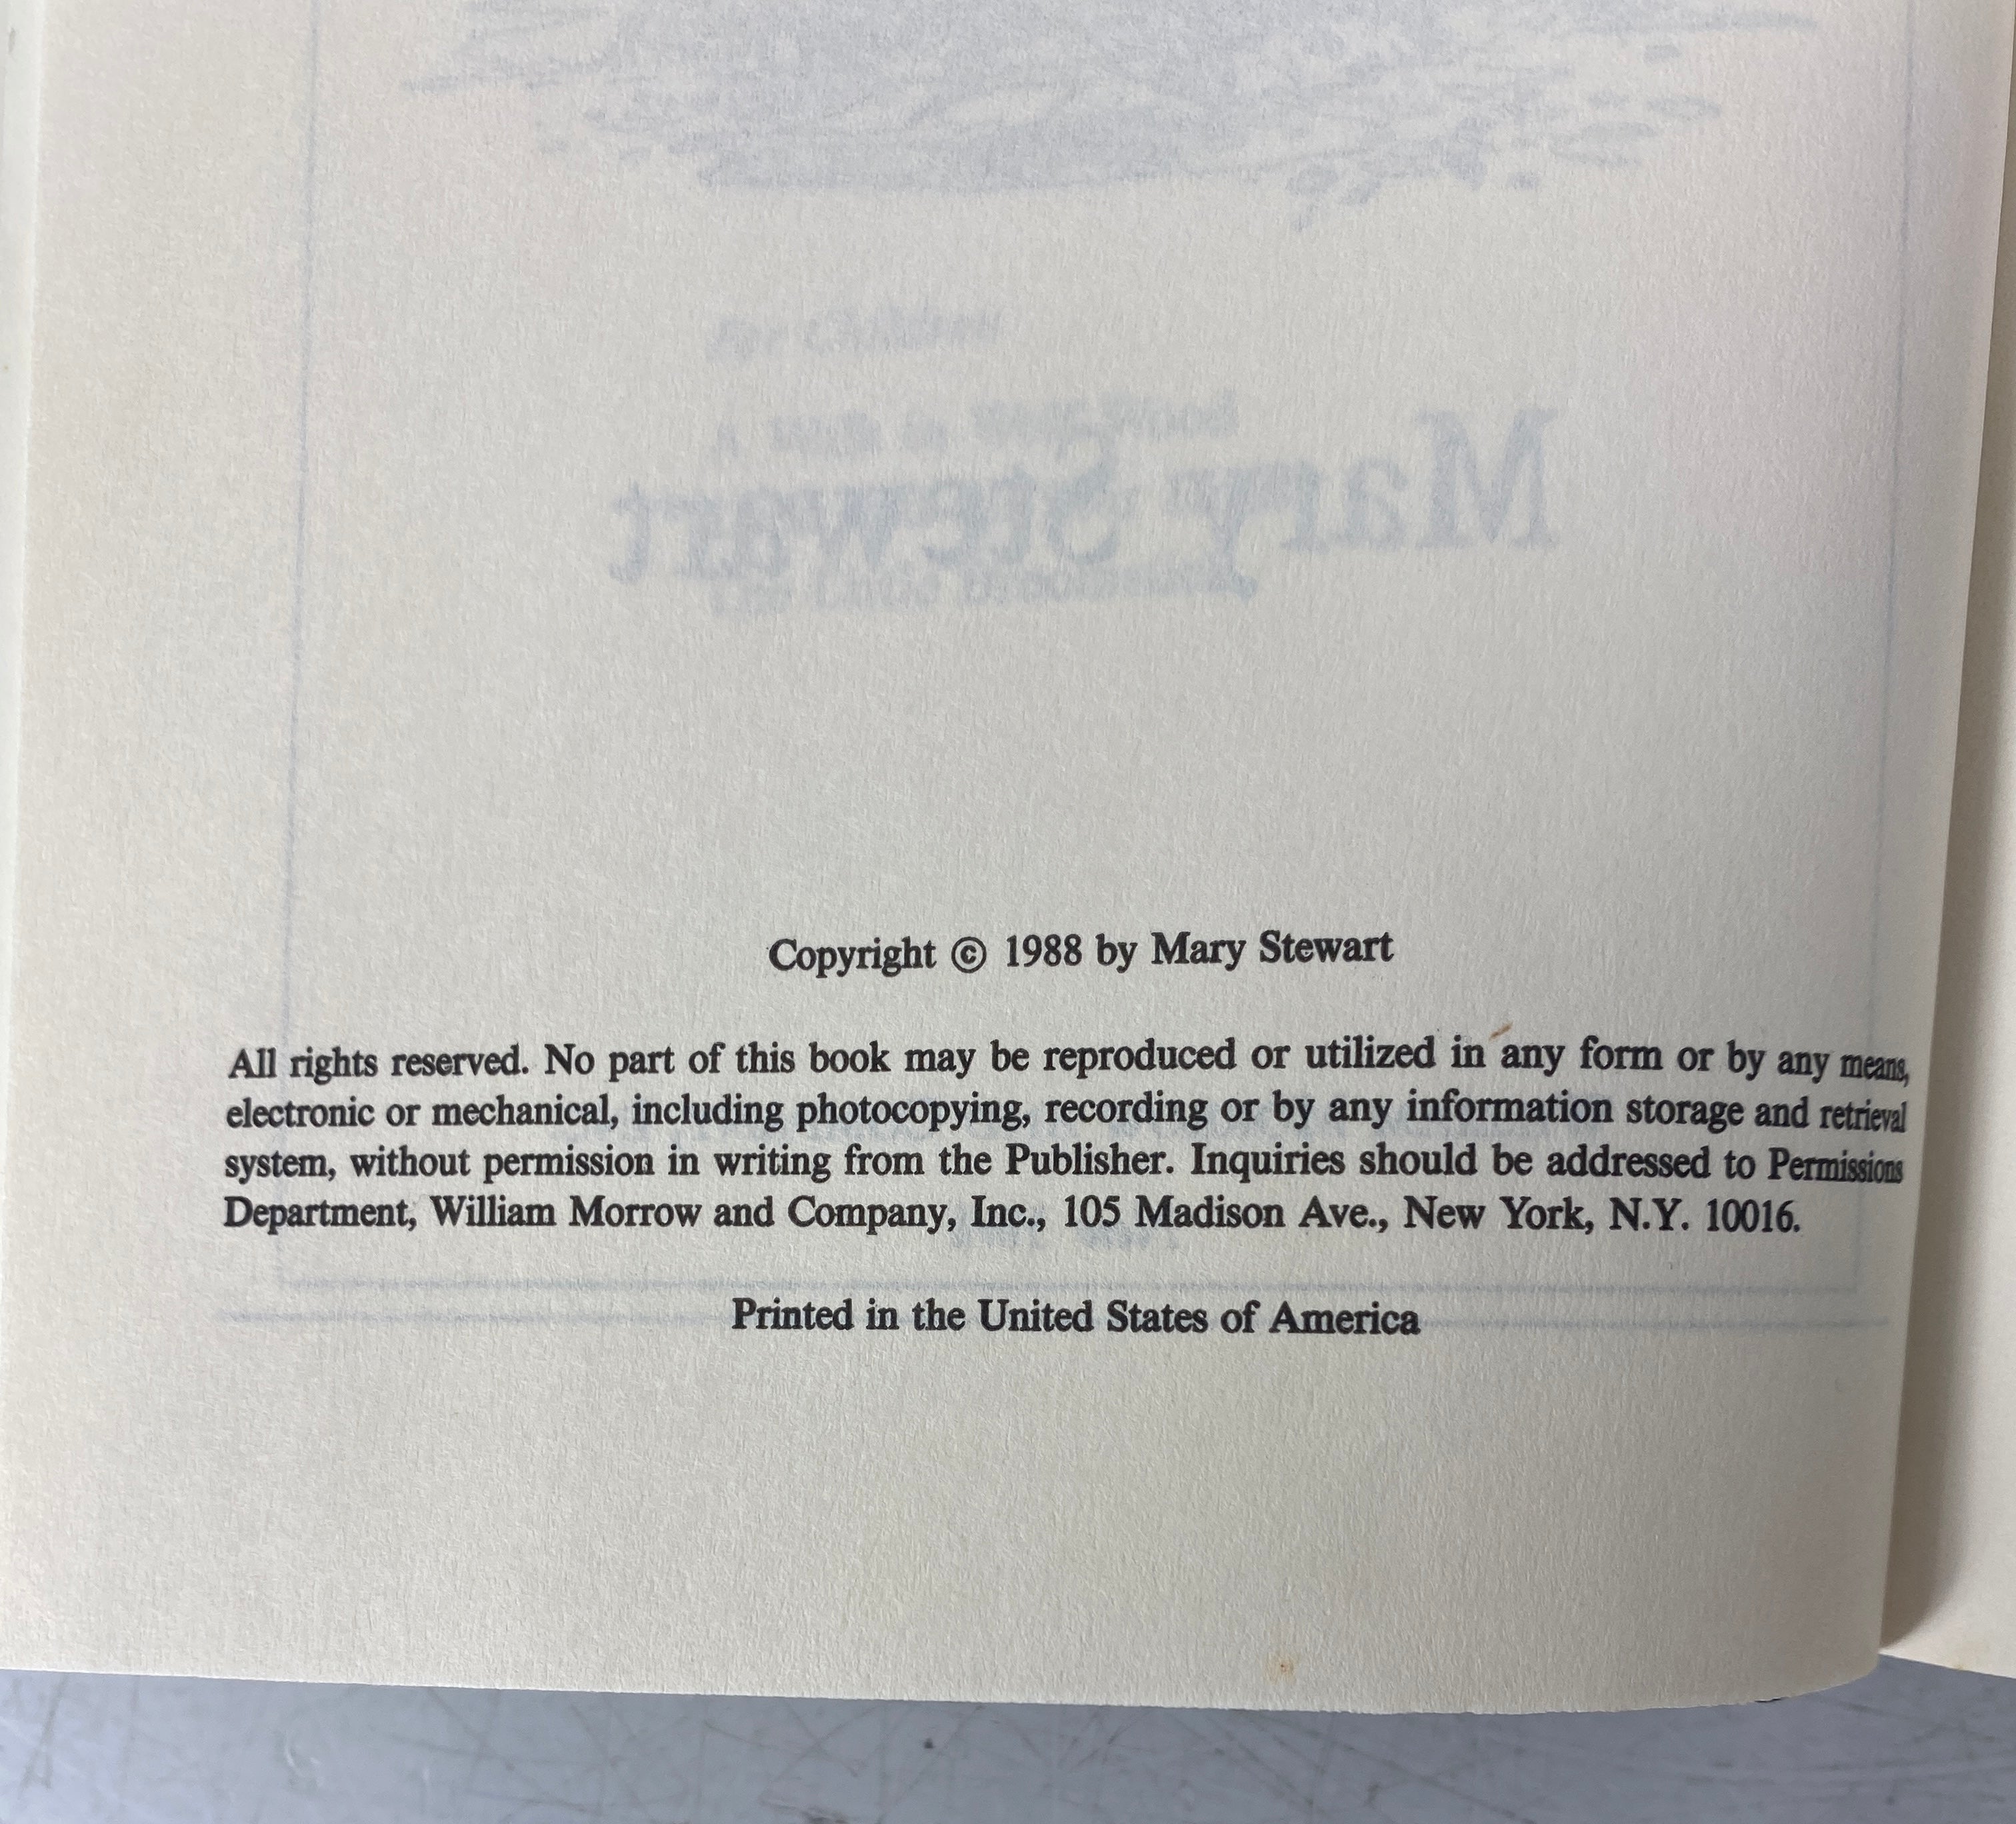 Mary Stewart
Copyright © 1988 by Mary Stewart
All rights reserved. No part of this book may be reproduced or utilized in any form or by any means,
electronic or mechanical, including photocopying, recording or by any information storage and retrieval
system, without permission in writing from the Publisher. Inquiries should be addressed to Permissions
Department, William Morrow and Company, Inc., 105 Madison Ave., New York, N.Y. 10016.
Printed in the United States of America